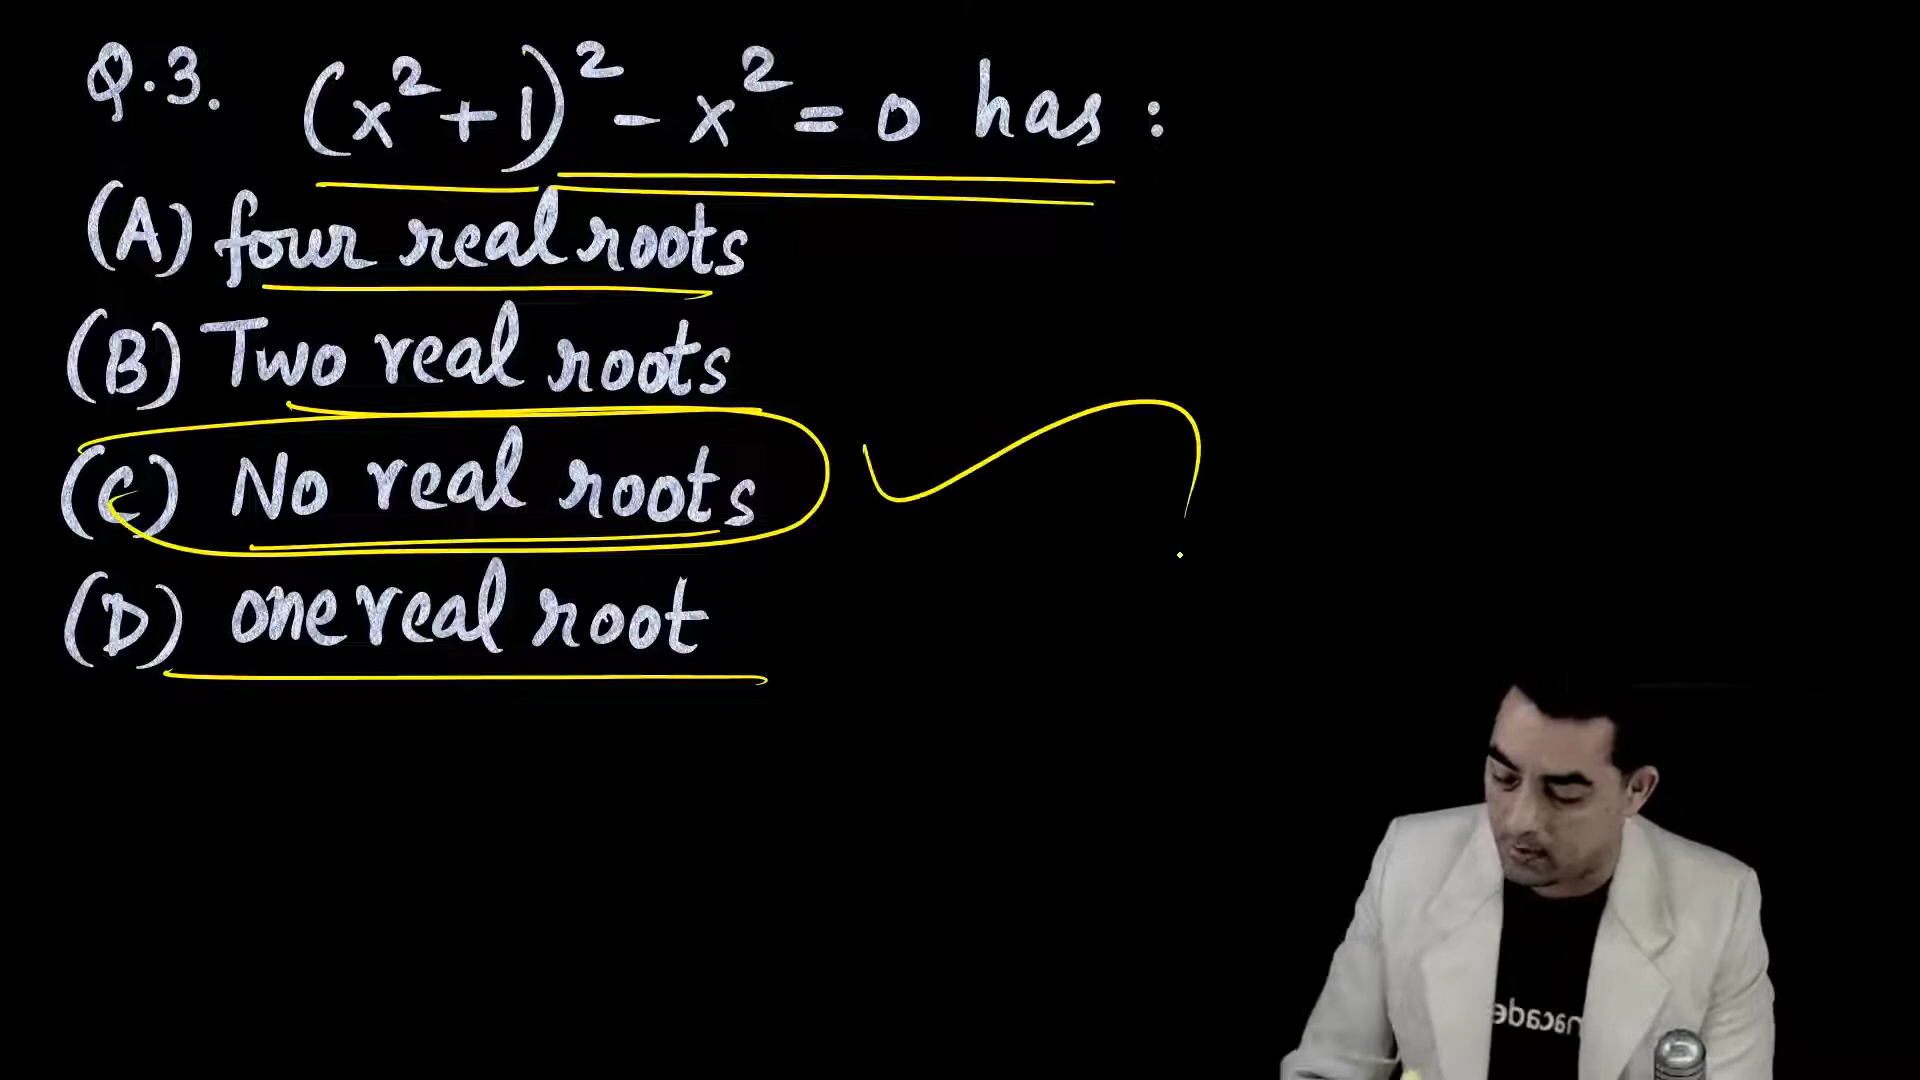 Q.3. (x²+1)² - x² = 0 has :
(A) four real roots
(B) Two real roots
(C) No real roots
(D) one real root